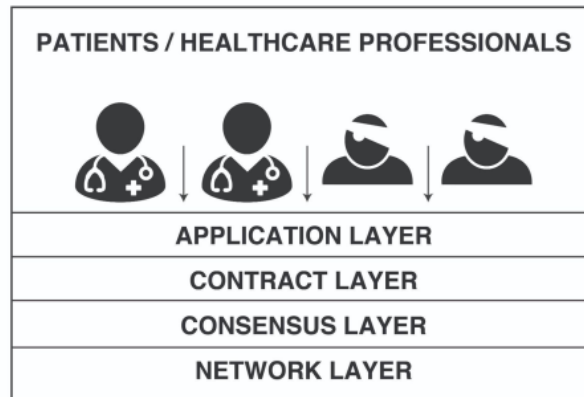 PATIENTS / HEALTHCARE PROFESSIONALS
APPLICATION LAYER
CONTRACT LAYER
CONSENSUS LAYER
NETWORK LAYER